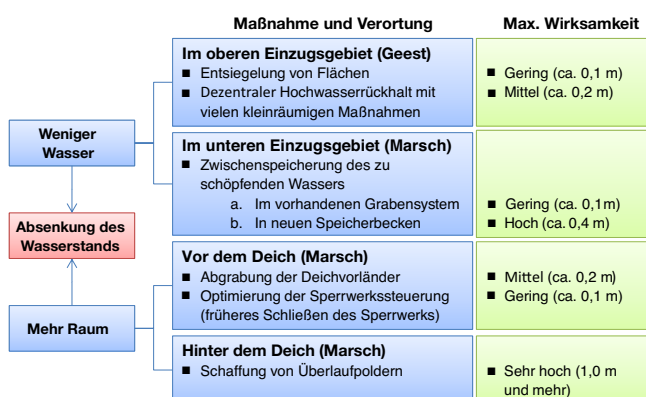 Maßnahme und Verortung
Max. Wirksamkeit
Weniger
Wasser
Absenkung des
Wasserstands
Mehr Raum
Im oberen Einzugsgebiet (Geest)
■ Entsiegelung von Flächen
■ Dezentraler Hochwasserrückhalt mit
vielen kleinräumigen Maßnahmen
■ Gering (ca. 0,1 m)
■ Mittel (ca. 0,2 m)
Im unteren Einzugsgebiet (Marsch)
■ Zwischenspeicherung des zu
schöpfenden Wassers
a. Im vorhandenen Grabensystem
b. In neuen Speicherbecken
■ Gering (ca. 0,1m)
■ Hoch (ca. 0,4 m)
Vor dem Deich (Marsch)
■ Abgrabung der Deichvorländer
■ Optimierung der Sperrwerkssteuerung
(früheres Schließen des Sperrwerks)
■ Mittel (ca. 0,2 m)
■ Gering (ca. 0,1 m)
Hinter dem Deich (Marsch)
■ Schaffung von Überlaufpoldern
■ Sehr hoch (1,0 m
und mehr)